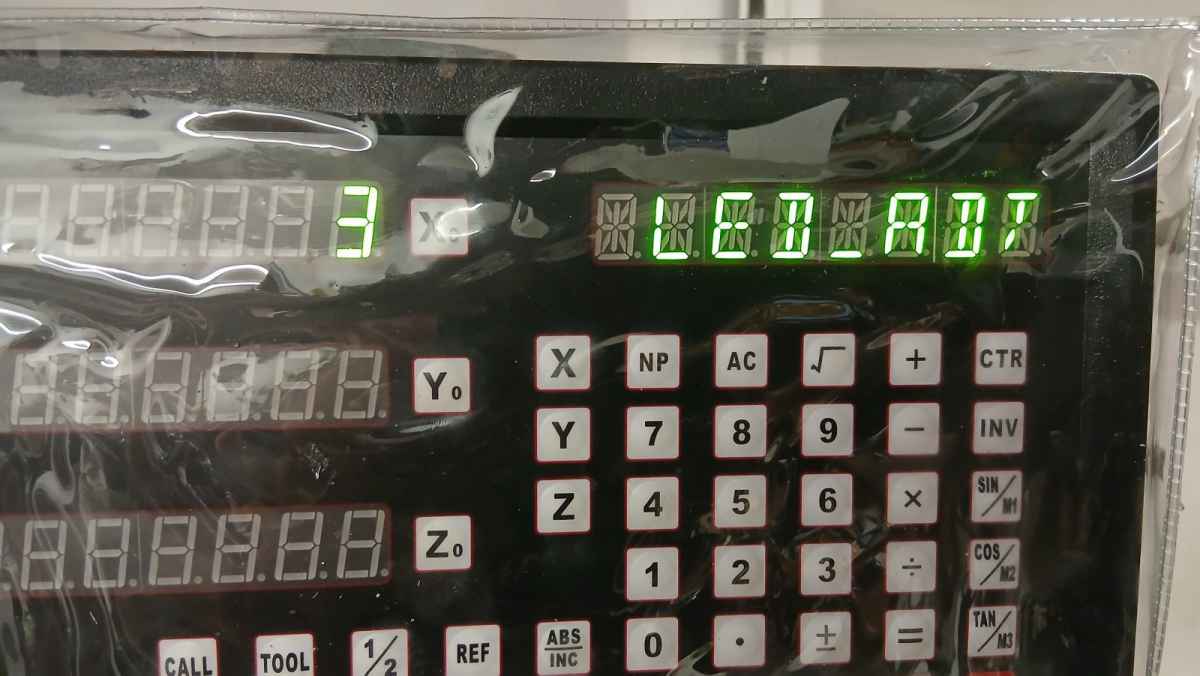 3 X₀ LED_ADT
X NP AC √ + CTR
Y₀
Y 7 8 9 − INV
Z 4 5 6 × SIN/M1
Z₀
1 2 3 ÷ COS/M2
CALL TOOL 1/2 REF ABS/INC 0 • ± = TAN/M3